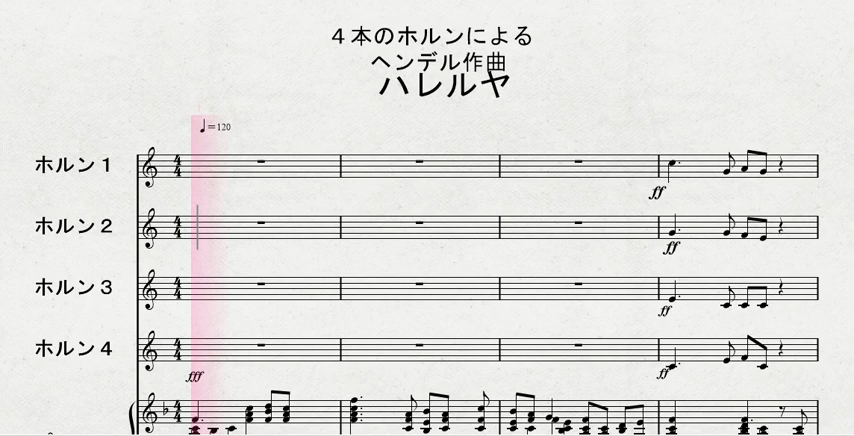 ４本のホルンによる
ヘンデル作曲
ハレルヤ
♩=120
ホルン１
ff
ホルン２
ff
ホルン３
ff
ホルン４
ff
fff